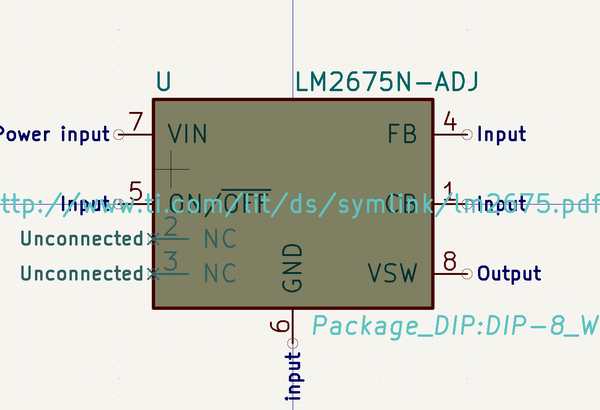 U LM2675N-ADJ
Power input 7 VIN FB 4 Input
Input 5 ON/OFF CB 1 Input
ttp://www.ti.com/lit/ds/symlink/lm2675.pdf
Unconnected 2 NC
Unconnected 3 NC VSW 8 Output
GND
6
input
Package_DIP:DIP-8_W